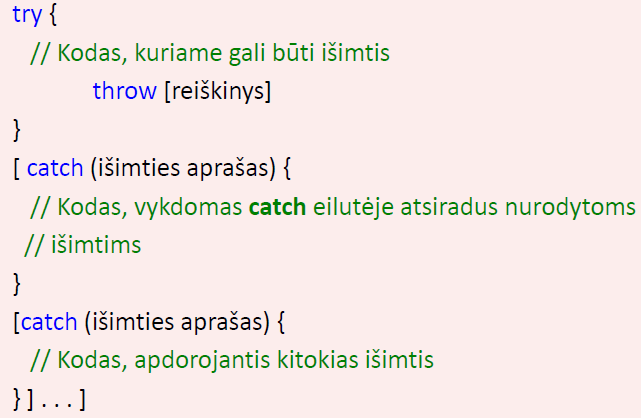 try {
// Kodas, kuriame gali būti išimtis
throw [reiškinys]
}
[ catch (išimties aprašas) {
// Kodas, vykdomas catch eilutėje atsiradus nurodytoms
// išimtims
}
[catch (išimties aprašas) {
// Kodas, apdorojantis kitokias išimtis
} ] . . . ]